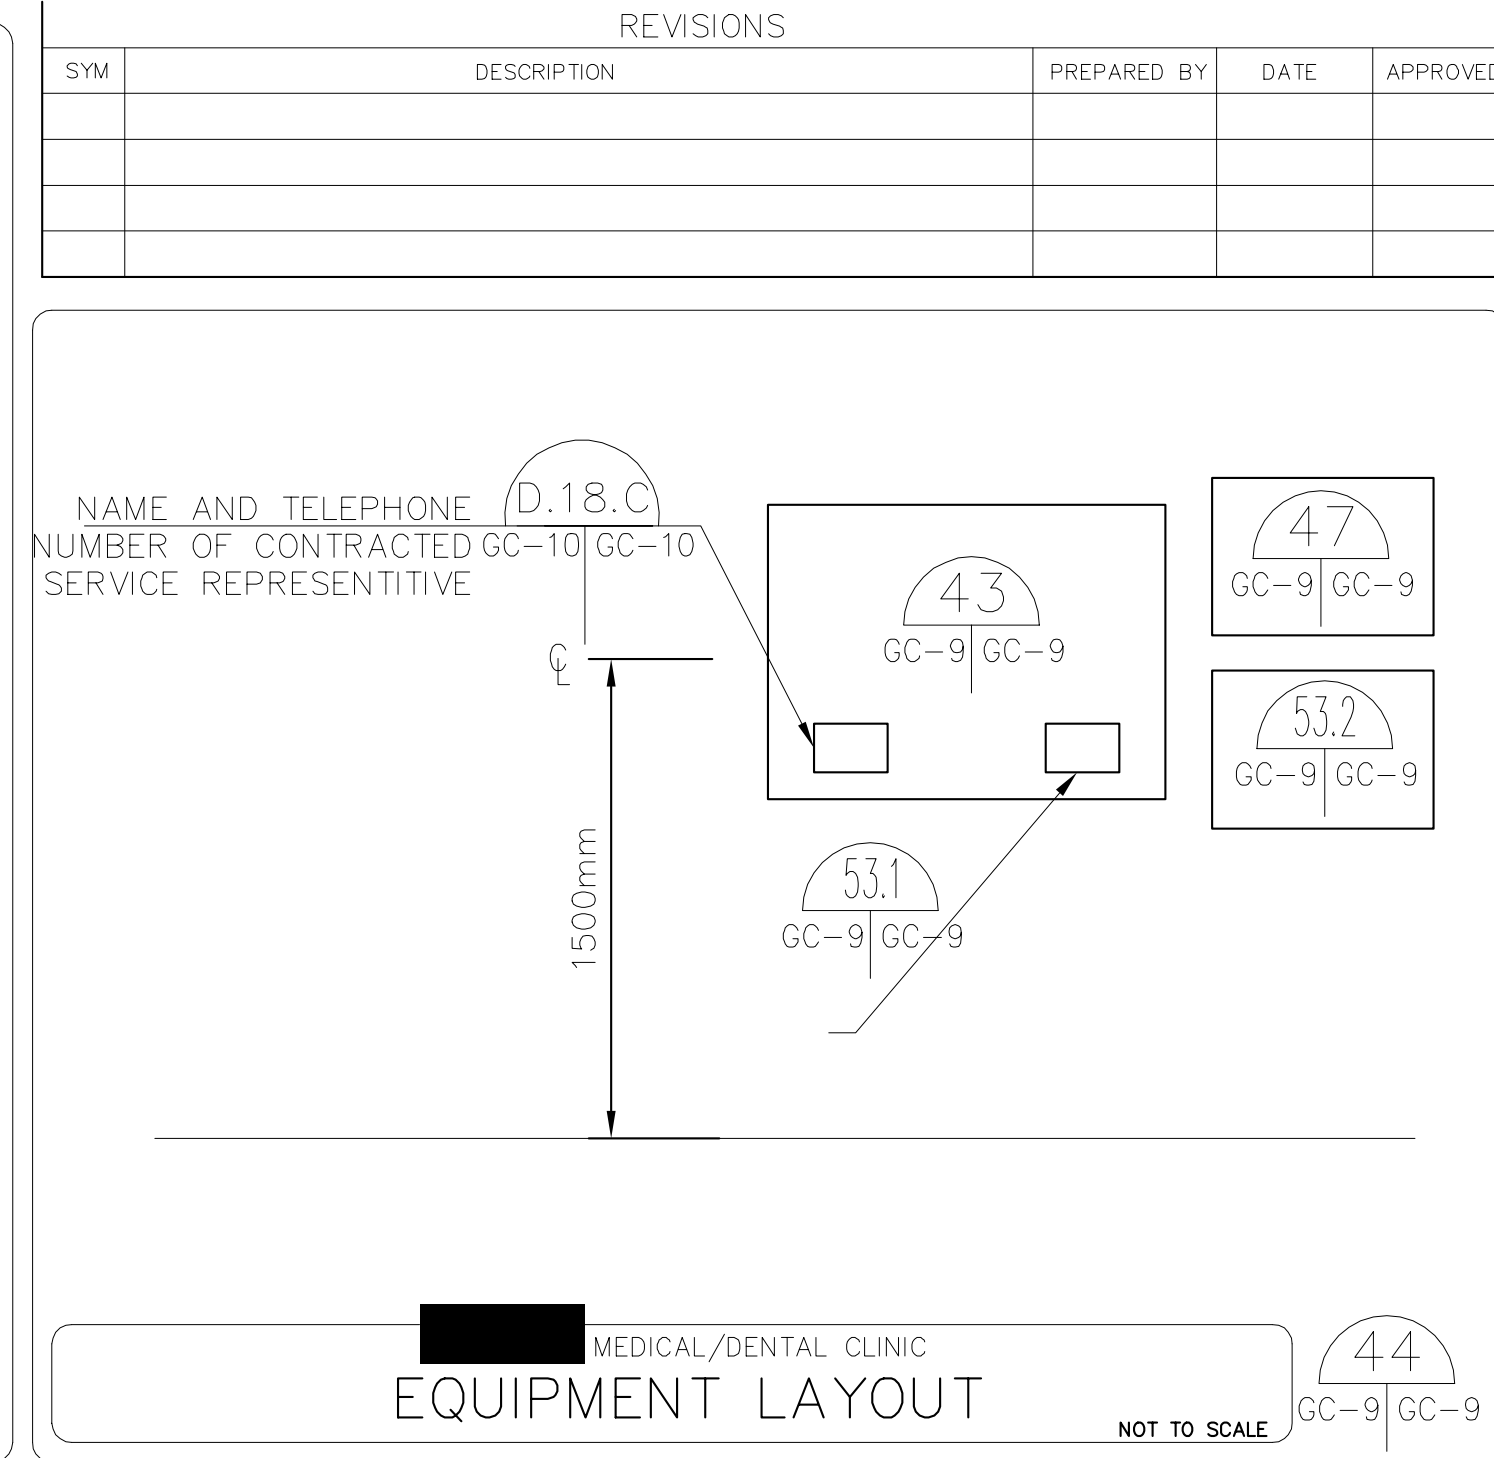 REVISIONS
SYM DESCRIPTION PREPARED BY DATE APPROVED
NAME AND TELEPHONE
NUMBER OF CONTRACTED
SERVICE REPRESENTITIVE
D.18.C
GC-10 GC-10
43
GC-9 GC-9
47
GC-9 GC-9
53.2
GC-9 GC-9
℄
1500mm
53.1
GC-9 GC-9
MEDICAL/DENTAL CLINIC
EQUIPMENT LAYOUT
NOT TO SCALE
44
GC-9 GC-9